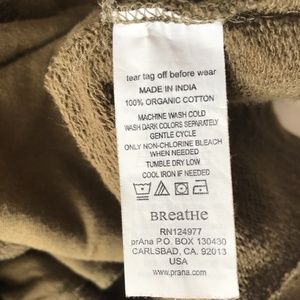 tear tag off before wear
MADE IN INDIA
100% ORGANIC COTTON
MACHINE WASH COLD
WASH DARK COLORS SEPARATELY
GENTLE CYCLE
ONLY NON-CHLORINE BLEACH
WHEN NEEDED
TUMBLE DRY LOW
COOL IRON IF NEEDED
BReatHe
RN124977
prAna P.O. BOX 130430
CARLSBAD, CA. 92013
USA
www.prana.com